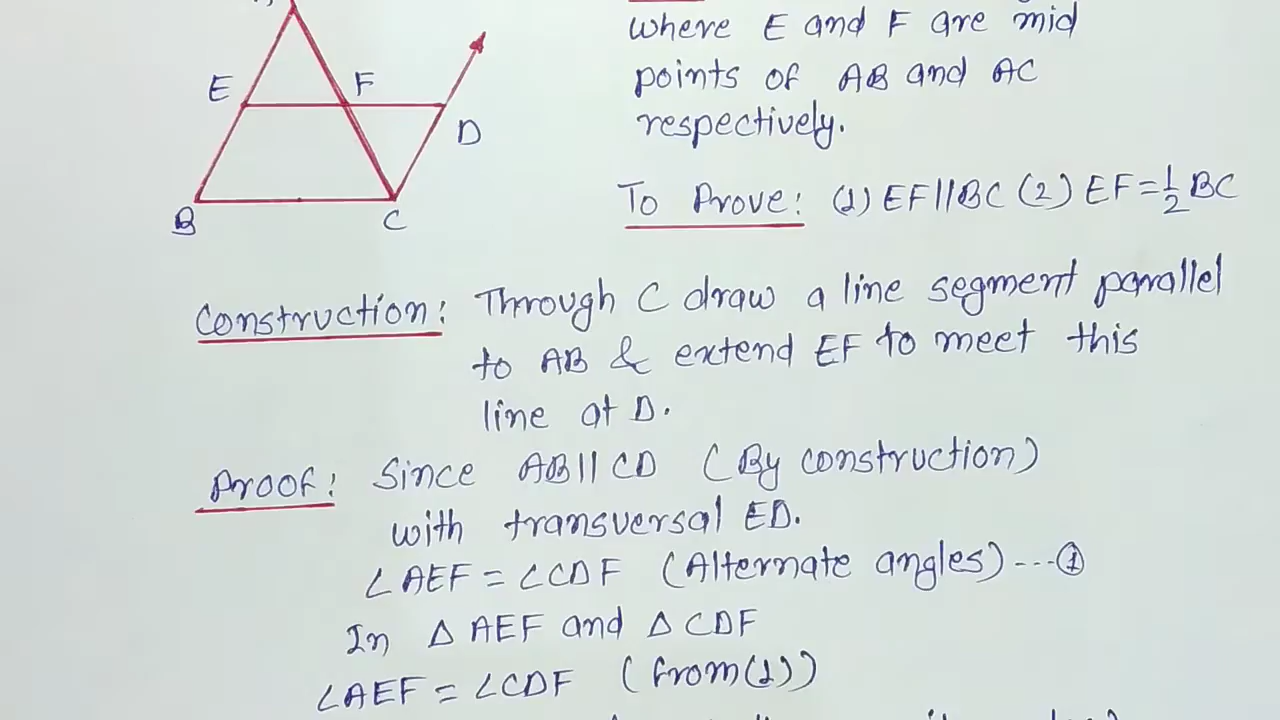 where E and F are mid
points of AB and AC
respectively.
E
F
D
B
C
To Prove: (1) EF||BC (2) EF=1/2 BC
Construction: Through C draw a line segment parallel
to AB & extend EF to meet this
line at D.
Proof: Since AB||CD (By construction)
with transversal ED.
∠AEF = ∠CDF (Alternate angles) ---①
In △ AEF and △ CDF
∠AEF = ∠CDF (from(1))